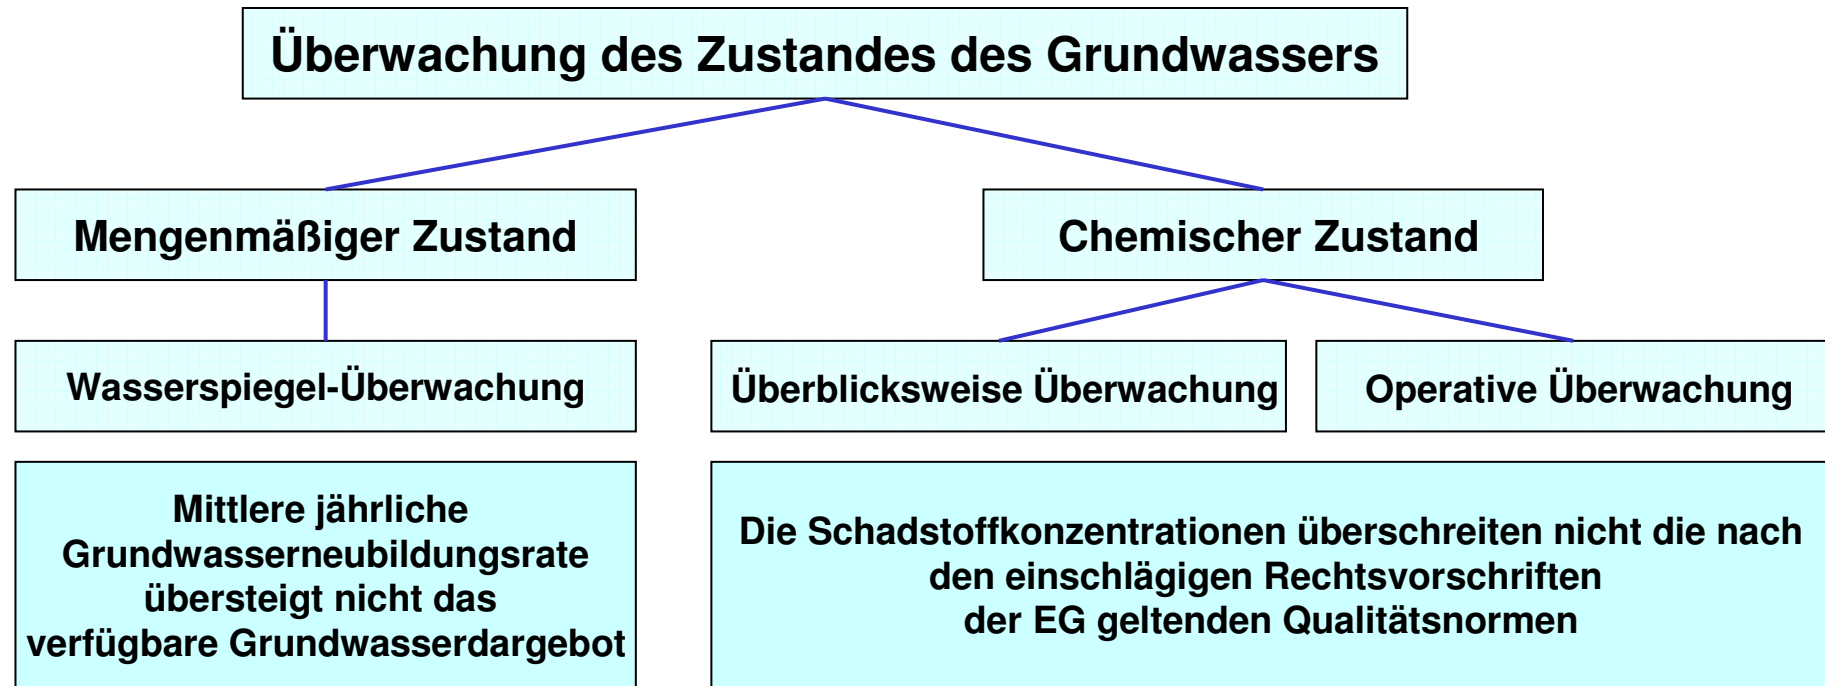 Überwachung des Zustandes des Grundwassers
Mengenmäßiger Zustand
Chemischer Zustand
Wasserspiegel-Überwachung
Überblicksweise Überwachung
Operative Überwachung
Mittlere jährliche
Grundwasserneubildungsrate
übersteigt nicht das
verfügbare Grundwasserdargebot
Die Schadstoffkonzentrationen überschreiten nicht die nach
den einschlägigen Rechtsvorschriften
der EG geltenden Qualitätsnormen